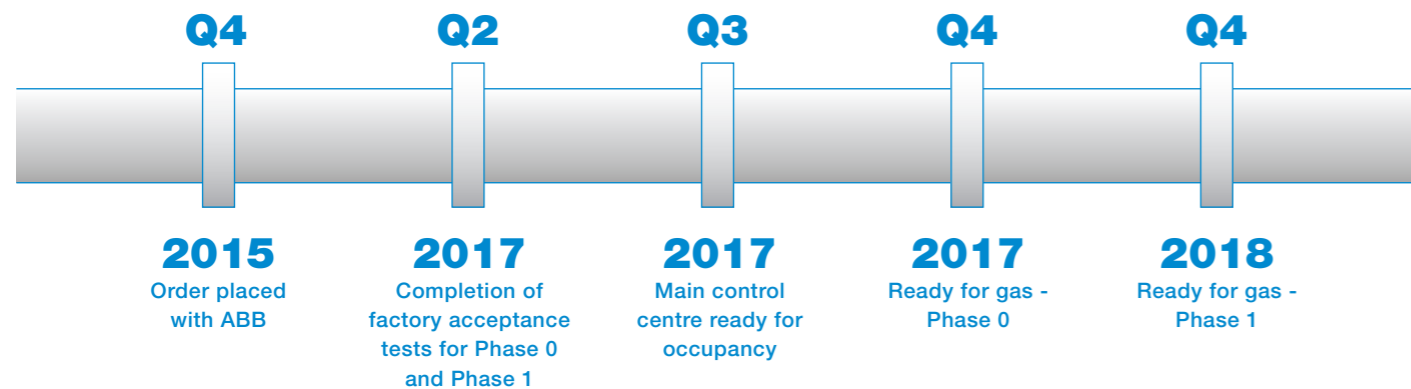 Q4
Q2
Q3
Q4
Q4
2015
Order placed
with ABB
2017
Completion of
factory acceptance
tests for Phase 0
and Phase 1
2017
Main control
centre ready for
occupancy
2017
Ready for gas -
Phase 0
2018
Ready for gas -
Phase 1